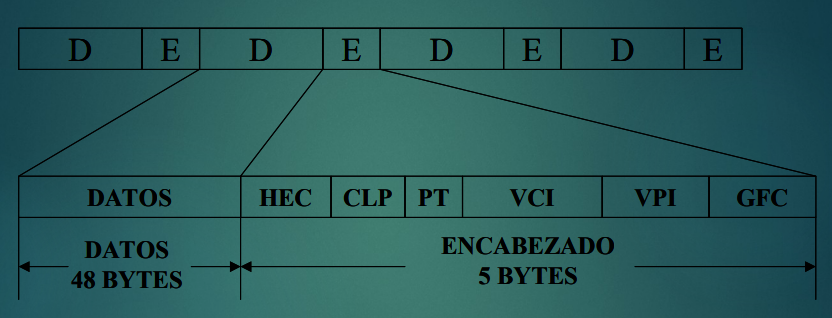 D E D E D E D E
DATOS HEC CLP PT VCI VPI GFC
DATOS
48 BYTES
ENCABEZADO
5 BYTES